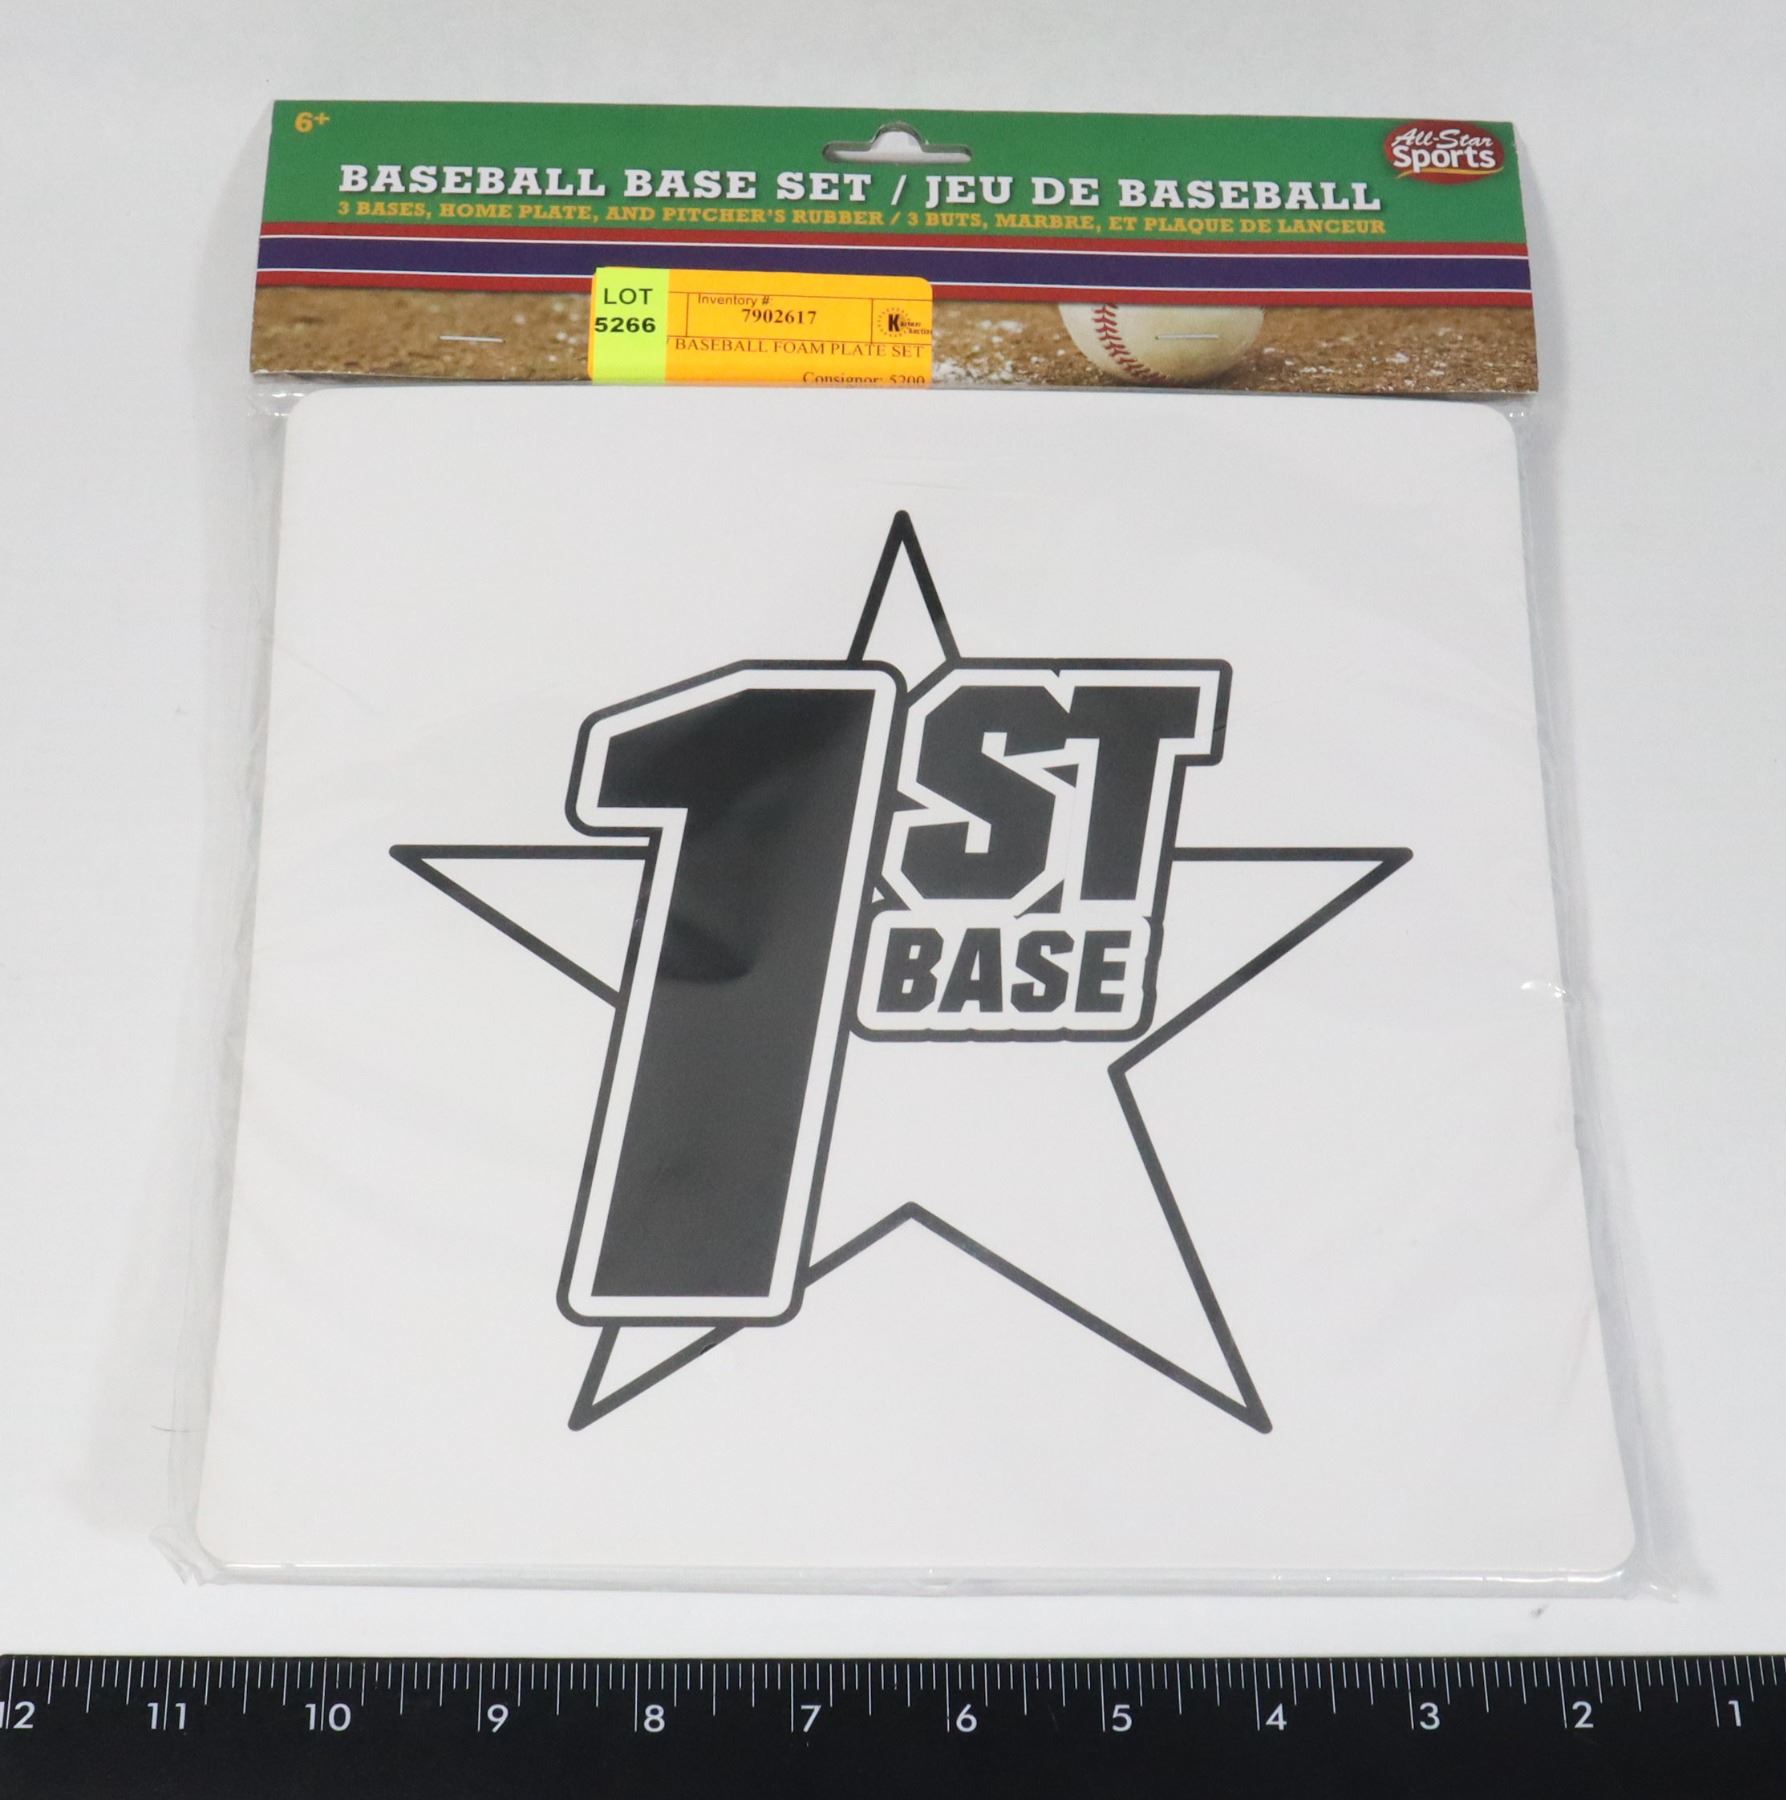 6+
All-Star
Sports
BASEBALL BASE SET / JEU DE BASEBALL
3 BASES, HOME PLATE, AND PITCHER'S RUBBER / 3 BUTS, MARBRE, ET PLAQUE DE LANCEUR
LOT
5266
Inventory #:
7902617
/ BASEBALL FOAM PLATE SET
Consignor: 5200
1ST
BASE
12 11 10 9 8 7 6 5 4 3 2 1